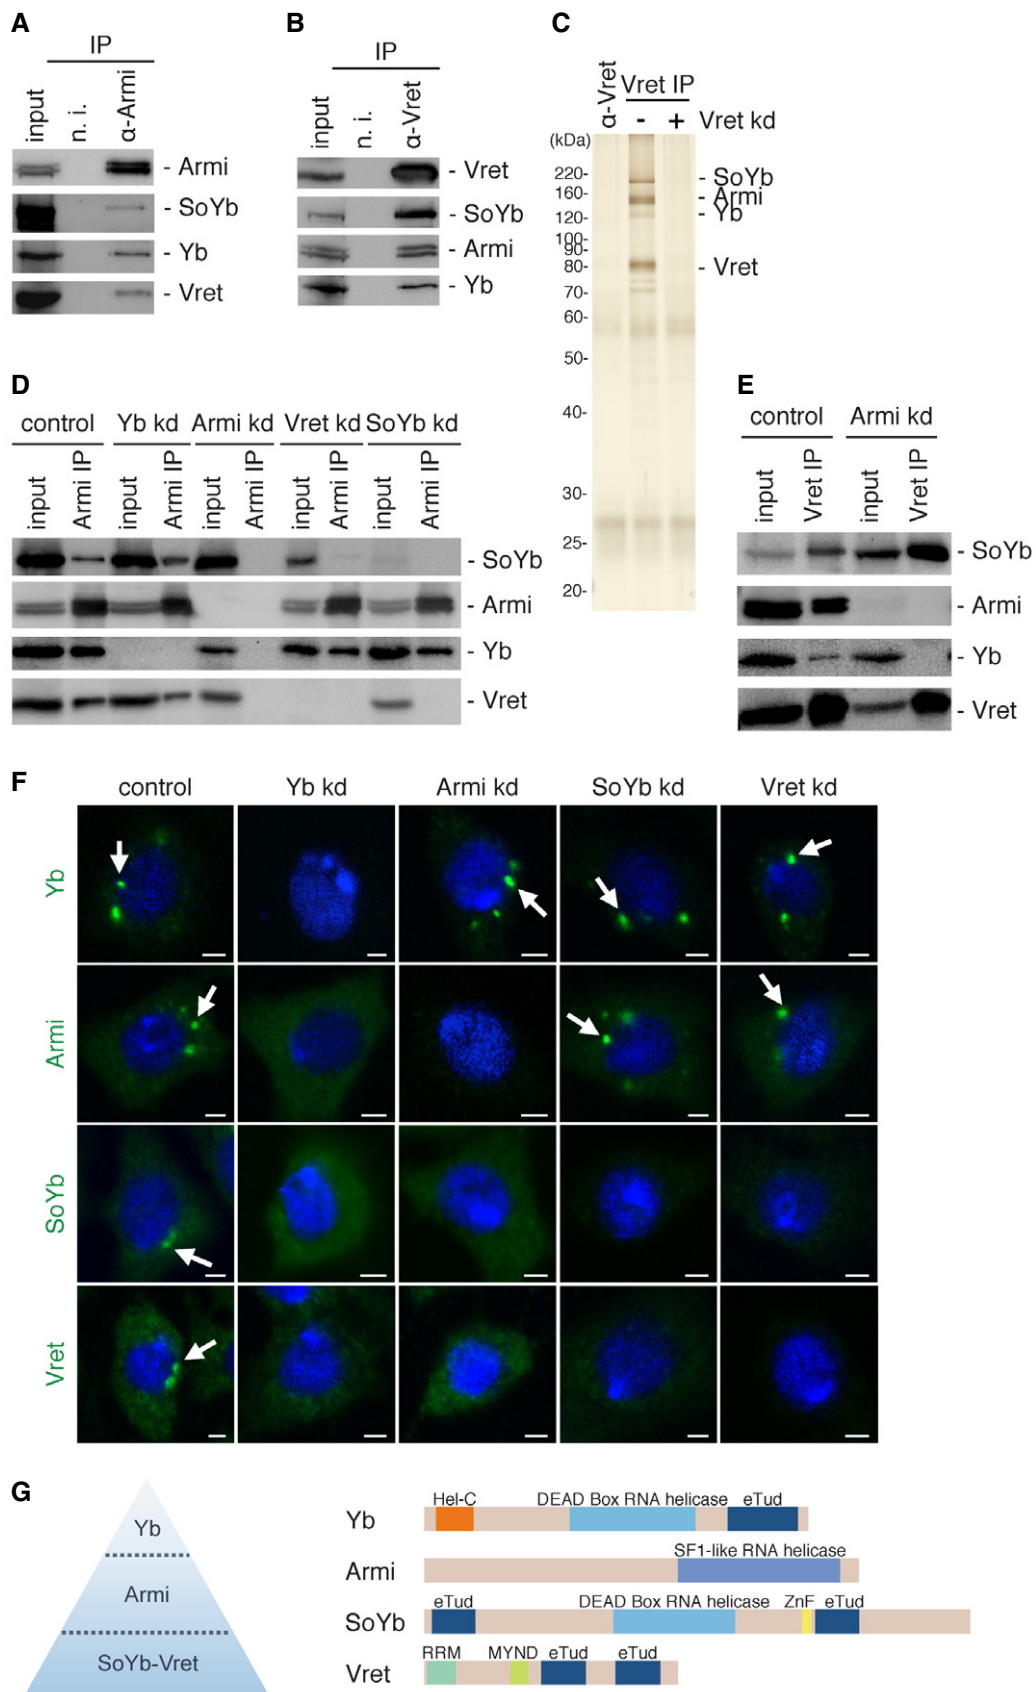 A
IP
input
n. i.
α-Armi
- Armi
- SoYb
- Yb
- Vret
B
IP
input
n. i.
α-Vret
- Vret
- SoYb
- Armi
- Yb
C
α-Vret
Vret IP
- + Vret kd
(kDa)
220-
160-
120-
100-
90-
80-
70-
60-
50-
40-
30-
25-
20-
- SoYb
- Armi
- Yb
- Vret
D
control Yb kd Armi kd Vret kd SoYb kd
input Armi IP input Armi IP input Armi IP input Armi IP input Armi IP
- SoYb
- Armi
- Yb
- Vret
E
control Armi kd
input Vret IP input Vret IP
- SoYb
- Armi
- Yb
- Vret
F
control Yb kd Armi kd SoYb kd Vret kd
Yb
Armi
SoYb
Vret
G
Yb
Armi
SoYb-Vret
Hel-C DEAD Box RNA helicase eTud
Yb
SF1-like RNA helicase
Armi
eTud DEAD Box RNA helicase ZnF eTud
SoYb
RRM MYND eTud eTud
Vret